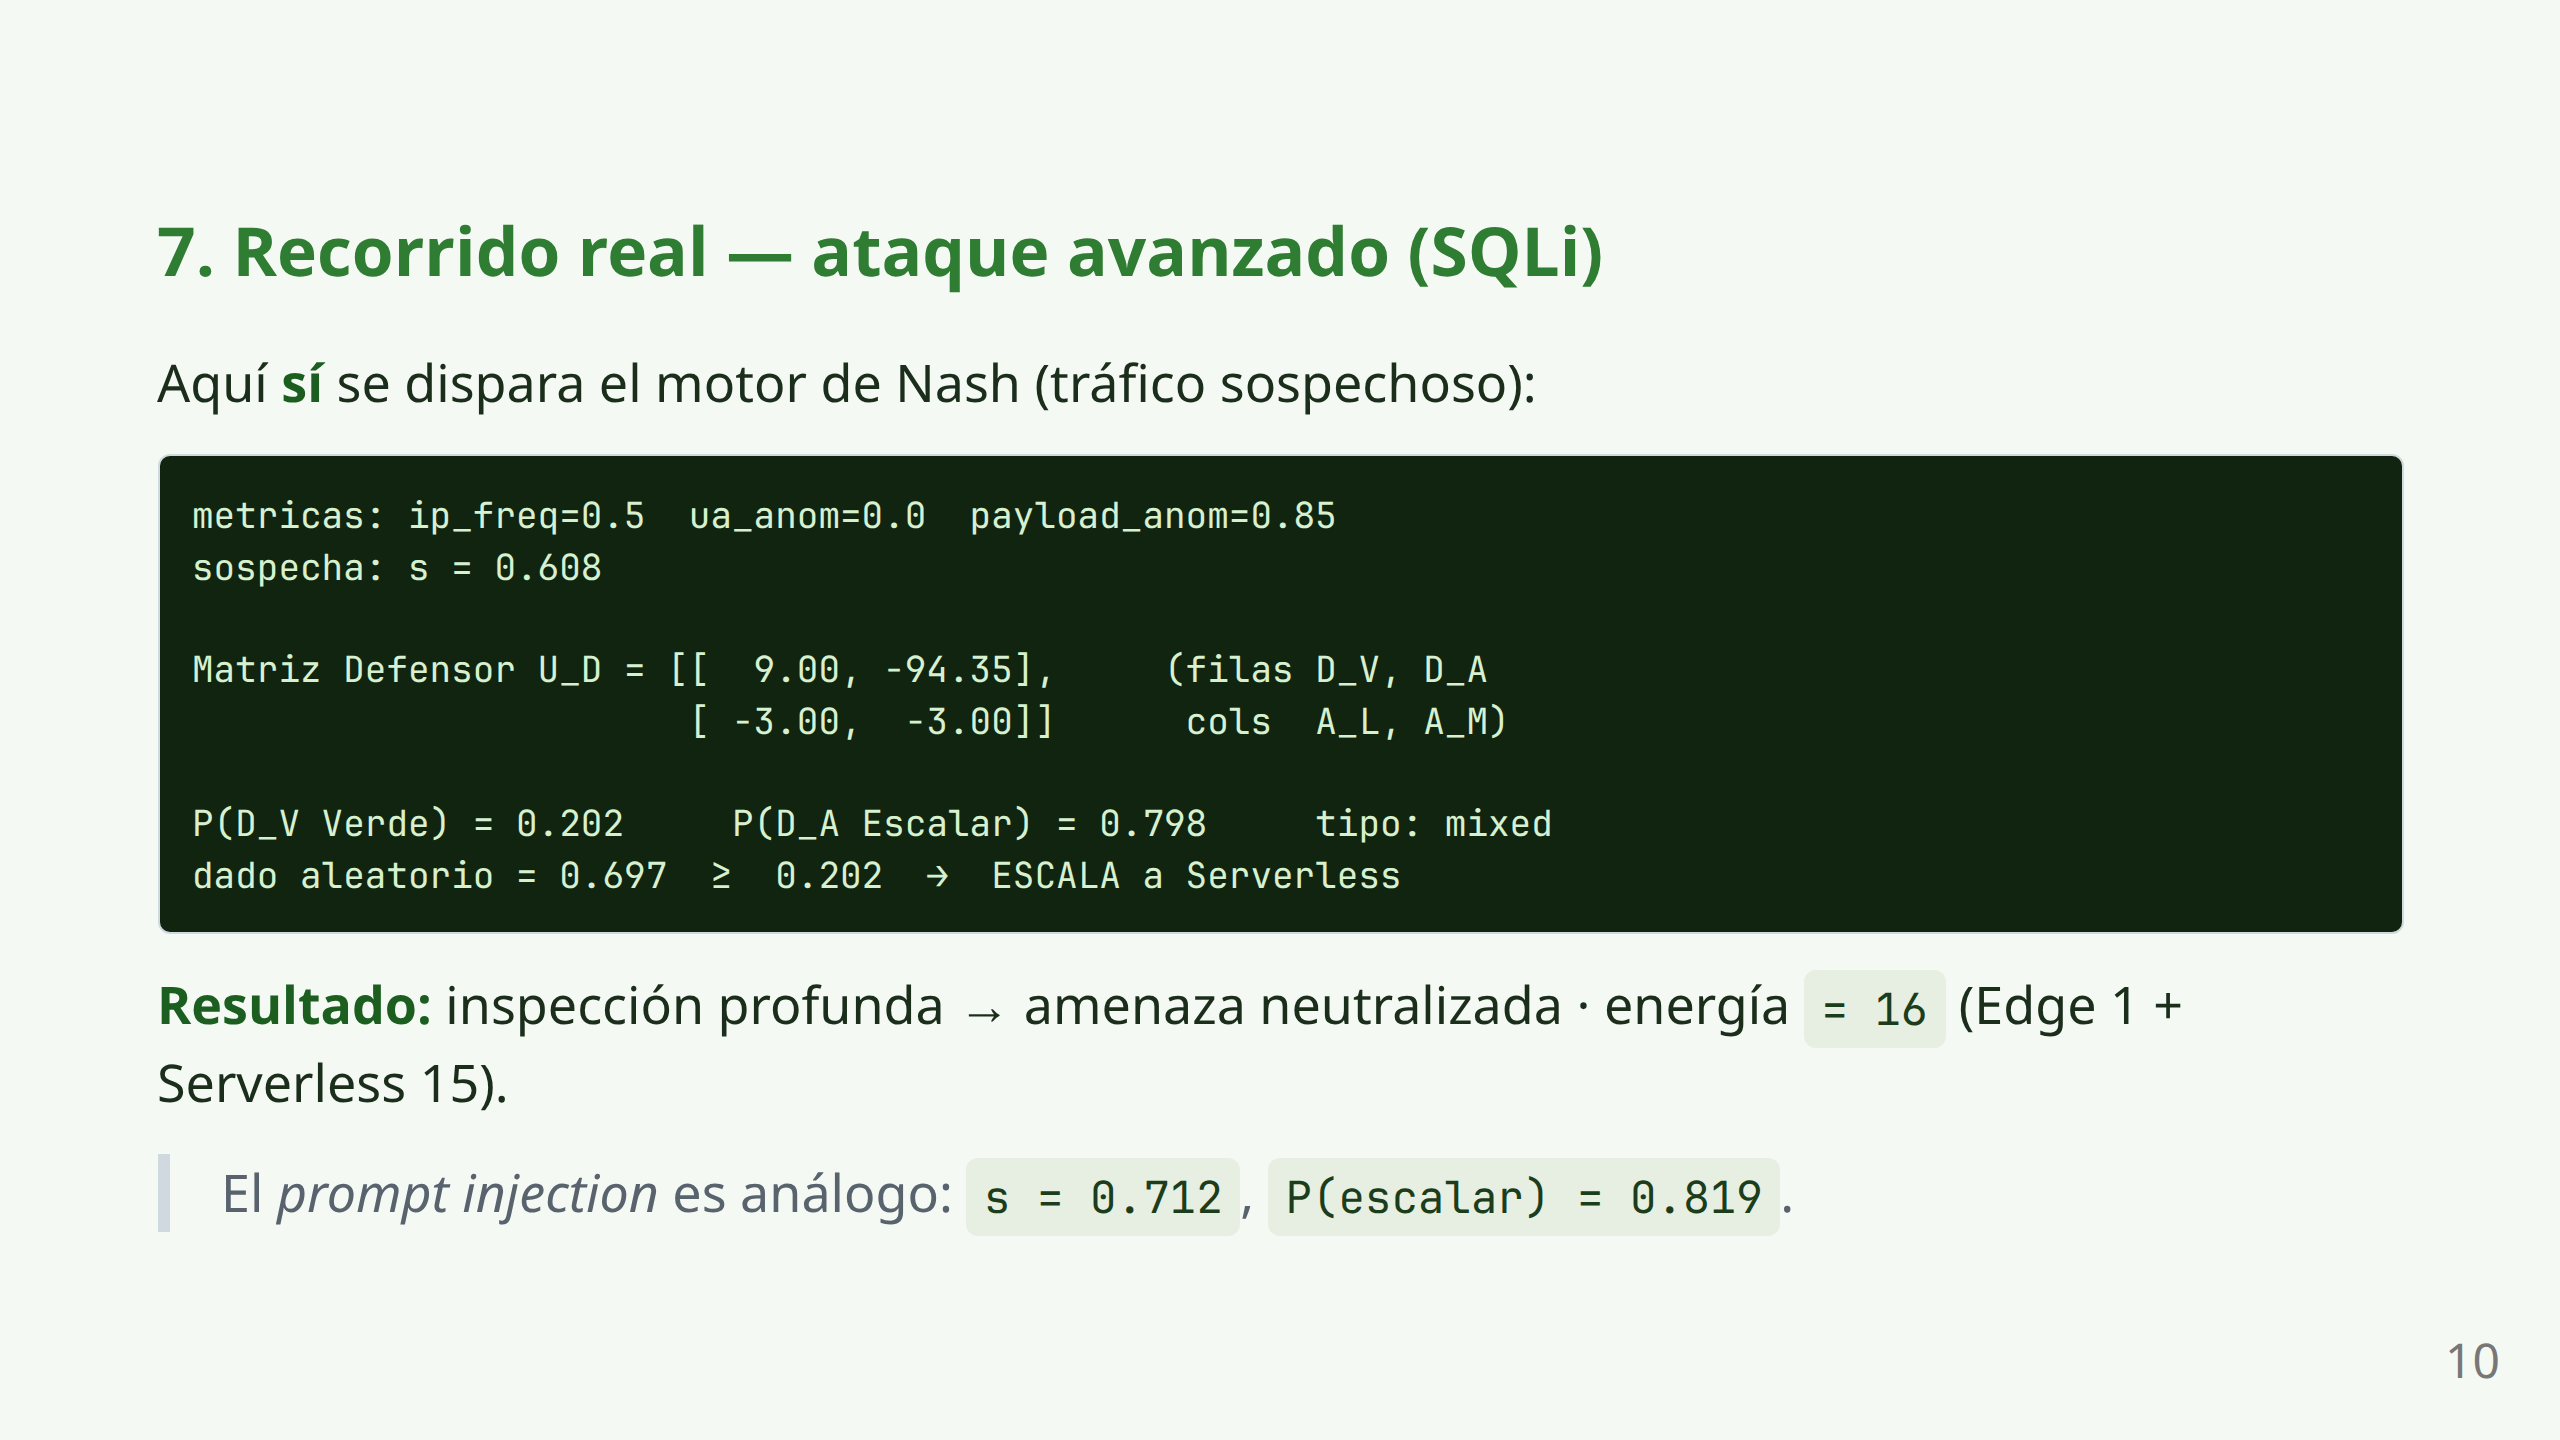 7. Recorrido real — ataque avanzado (SQLi)
Aquí sí se dispara el motor de Nash (tráfico sospechoso):
metricas: ip_freq=0.5  ua_anom=0.0  payload_anom=0.85
sospecha: s = 0.608
Matriz Defensor U_D = [[  9.00, -94.35],     (filas D_V, D_A
[ -3.00,  -3.00]]      cols  A_L, A_M)
P(D_V Verde) = 0.202     P(D_A Escalar) = 0.798     tipo: mixed
dado aleatorio = 0.697  ≥  0.202  →  ESCALA a Serverless
Resultado: inspección profunda → amenaza neutralizada · energía = 16 (Edge 1 +
Serverless 15).
El prompt injection es análogo: s = 0.712, P(escalar) = 0.819.
10